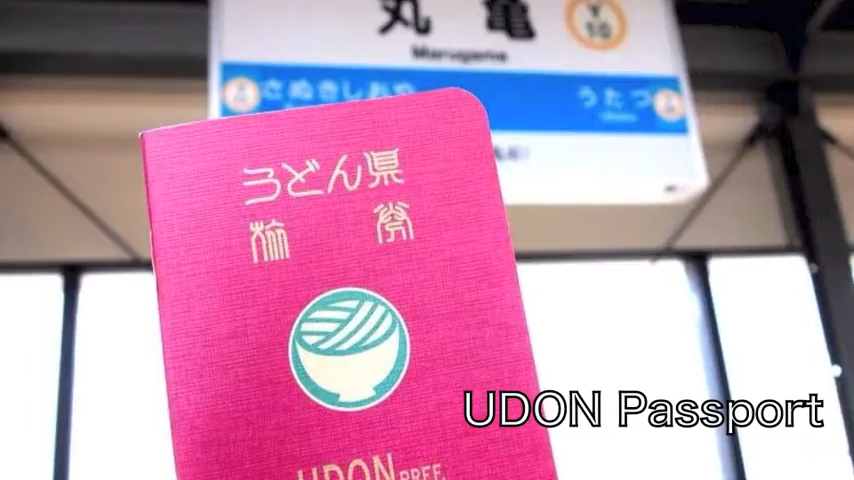 丸亀
Y
10
Marugame
さぬきしおや
うたづ
うどん県
旅券
UDON PREF.
UDON Passport